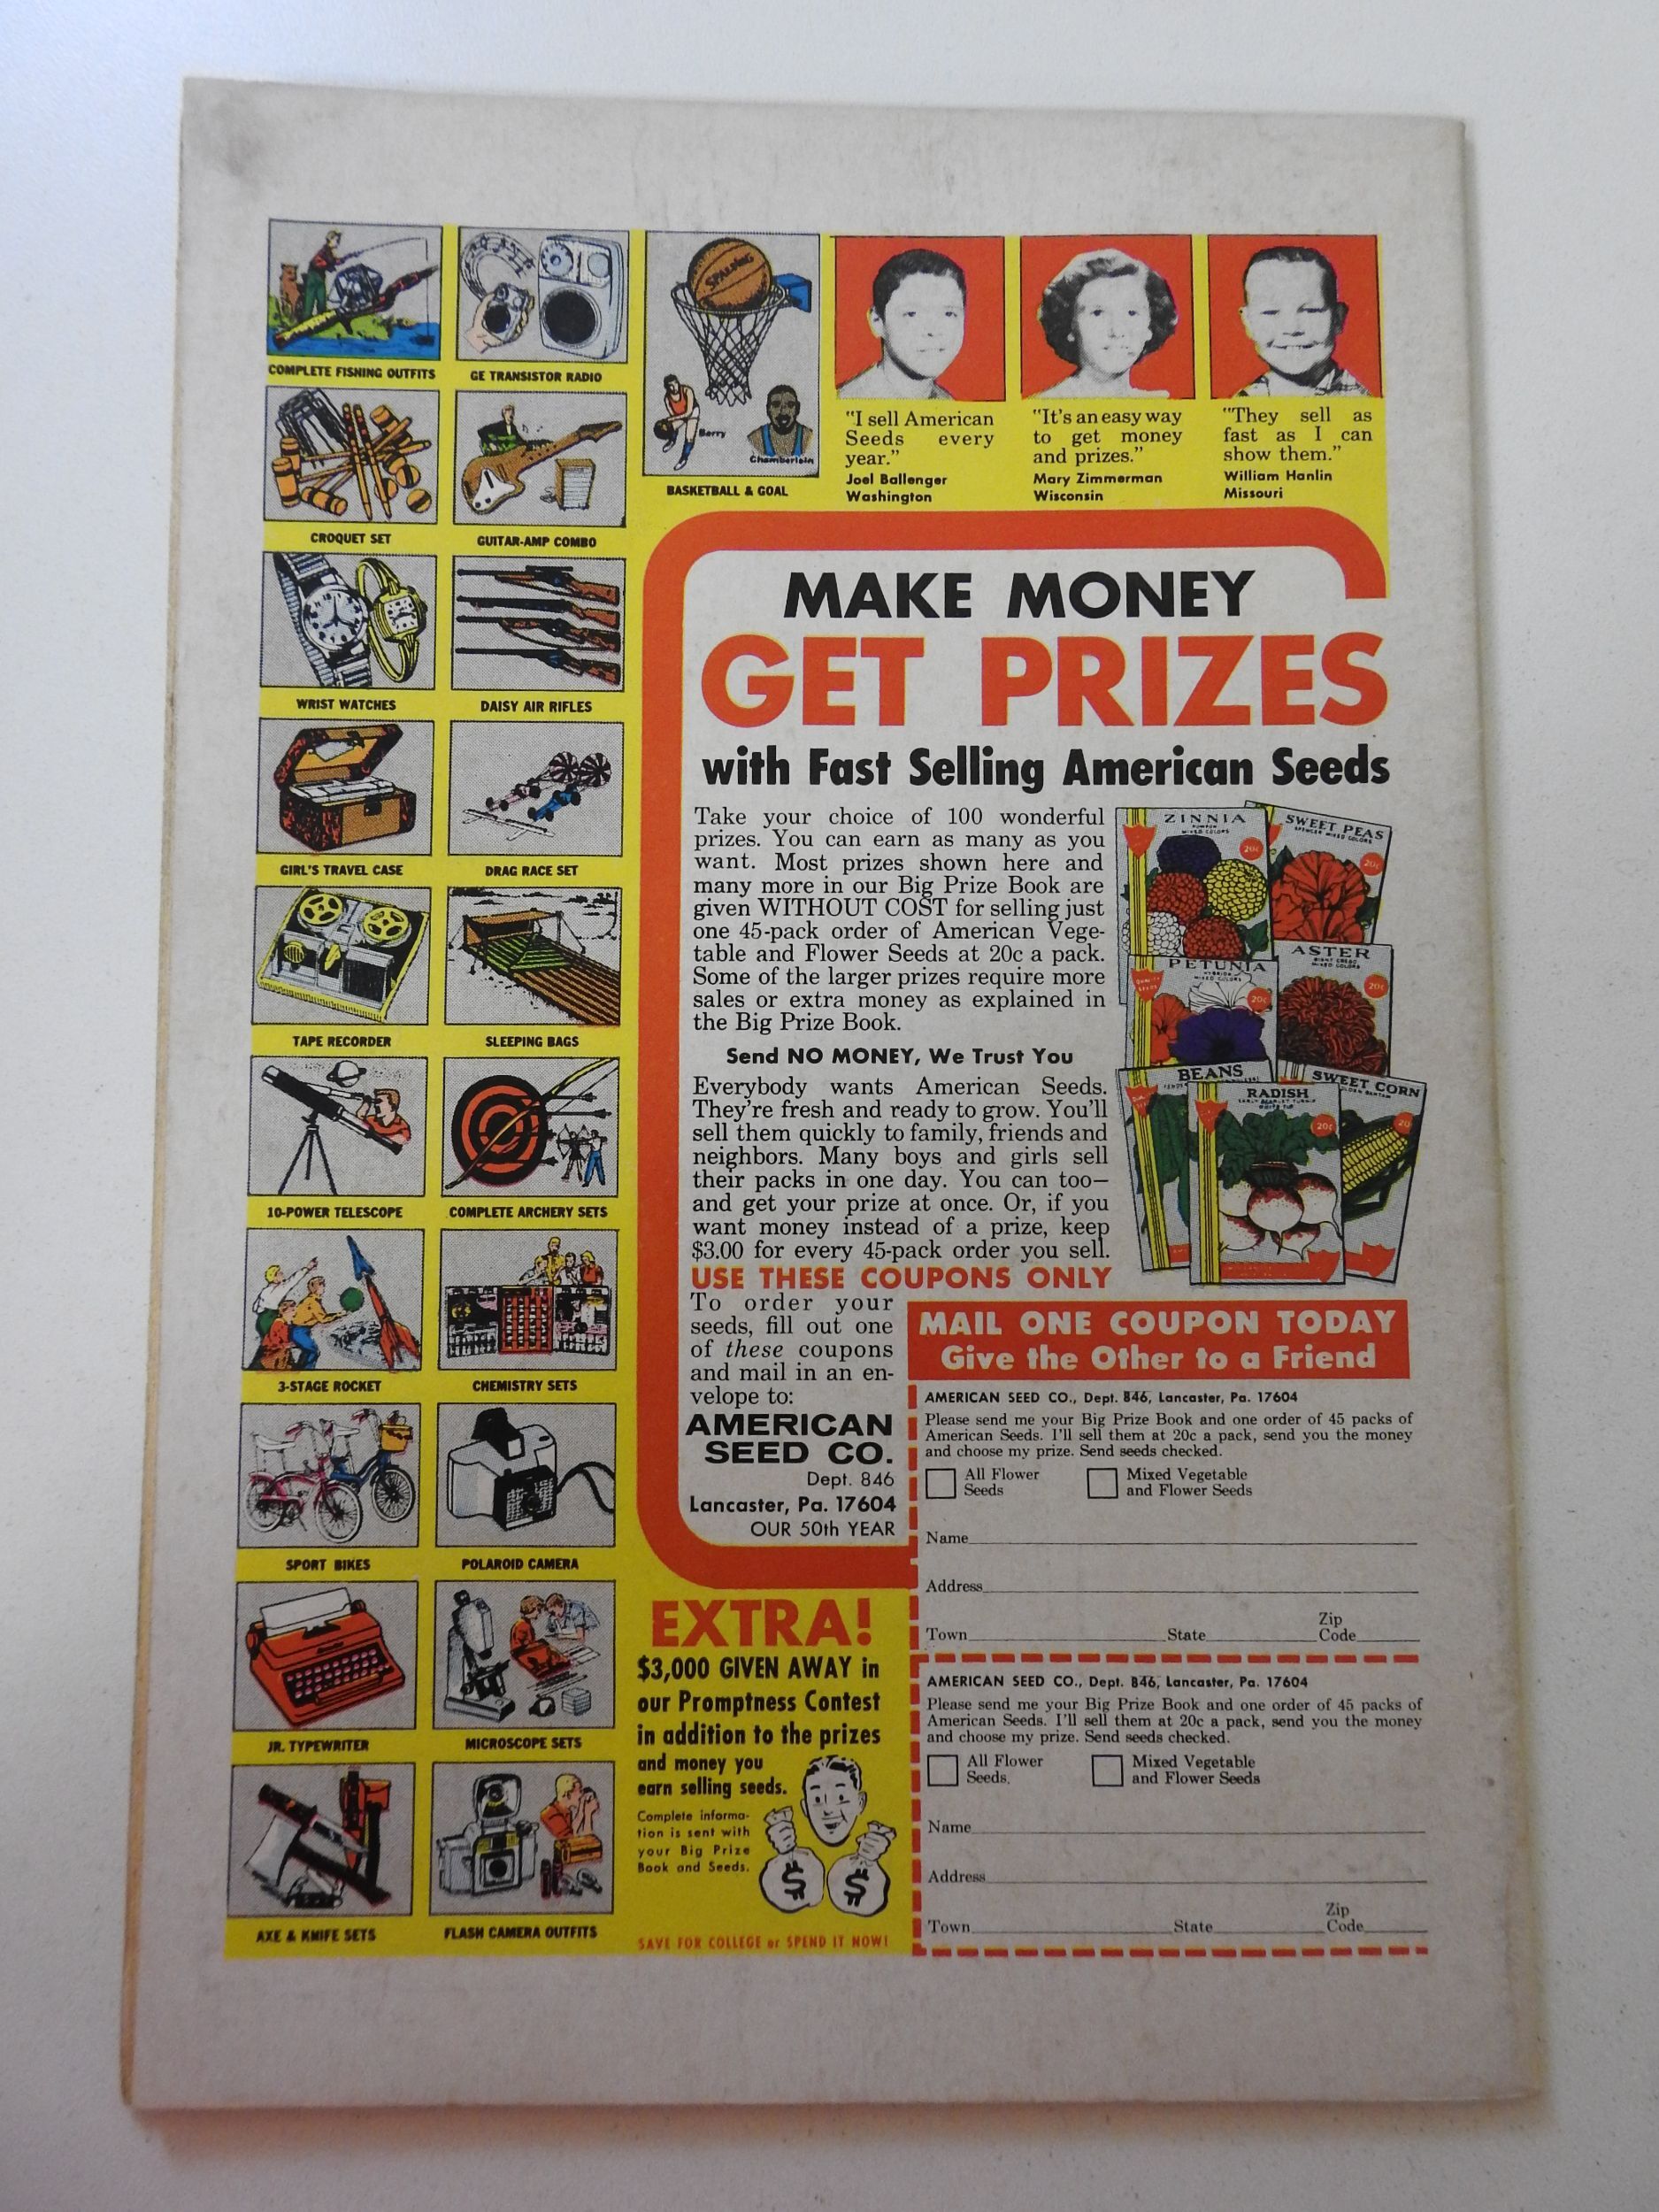 COMPLETE FISHING OUTFITS
GE TRANSISTOR RADIO
SPALDING
Barry
Chamberlain
BASKETBALL & GOAL
CROQUET SET
GUITAR-AMP COMBO
WRIST WATCHES
DAISY AIR RIFLES
GIRL'S TRAVEL CASE
DRAG RACE SET
TAPE RECORDER
SLEEPING BAGS
10-POWER TELESCOPE
COMPLETE ARCHERY SETS
3-STAGE ROCKET
CHEMISTRY SETS
SPORT BIKES
POLAROID CAMERA
JR. TYPEWRITER
MICROSCOPE SETS
AXE & KNIFE SETS
FLASH CAMERA OUTFITS
"I sell American
Seeds every
year."
Joel Ballenger
Washington
"It's an easy way
to get money
and prizes."
Mary Zimmerman
Wisconsin
"They sell as
fast as I can
show them."
William Hanlin
Missouri
MAKE MONEY
GET PRIZES
with Fast Selling American Seeds
Take your choice of 100 wonderful
prizes. You can earn as many as you
want. Most prizes shown here and
many more in our Big Prize Book are
given WITHOUT COST for selling just
one 45-pack order of American Vege-
table and Flower Seeds at 20c a pack.
Some of the larger prizes require more
sales or extra money as explained in
the Big Prize Book.
Send NO MONEY, We Trust You
Everybody wants American Seeds.
They're fresh and ready to grow. You'll
sell them quickly to family, friends and
neighbors. Many boys and girls sell
their packs in one day. You can too—
and get your prize at once. Or, if you
want money instead of a prize, keep
$3.00 for every 45-pack order you sell.
USE THESE COUPONS ONLY
To order your
seeds, fill out one
of these coupons
and mail in an en-
velope to:
AMERICAN
SEED CO.
Dept. 846
Lancaster, Pa. 17604
OUR 50th YEAR
ZINNIA
MIXED COLORS
20c
SWEET PEAS
SPENCER MIXED COLORS
20c
PETUNIA
MIXED COLORS
20c
ASTER
MIXED COLORS
20c
BEANS
RADISH
20c
SWEET CORN
20
MAIL ONE COUPON TODAY
Give the Other to a Friend
AMERICAN SEED CO., Dept. 846, Lancaster, Pa. 17604
Please send me your Big Prize Book and one order of 45 packs of
American Seeds. I'll sell them at 20c a pack, send you the money
and choose my prize. Send seeds checked.
All Flower
Seeds
Mixed Vegetable
and Flower Seeds
Name
Address
Town State Zip Code
AMERICAN SEED CO., Dept. 846, Lancaster, Pa. 17604
Please send me your Big Prize Book and one order of 45 packs of
American Seeds. I'll sell them at 20c a pack, send you the money
and choose my prize. Send seeds checked.
All Flower
Seeds.
Mixed Vegetable
and Flower Seeds
Name
Address
Town State Zip Code
EXTRA!
$3,000 GIVEN AWAY in
our Promptness Contest
in addition to the prizes
and money you
earn selling seeds.
Complete informa-
tion is sent with
your Big Prize
Book and Seeds.
$ $
SAVE FOR COLLEGE or SPEND IT NOW!